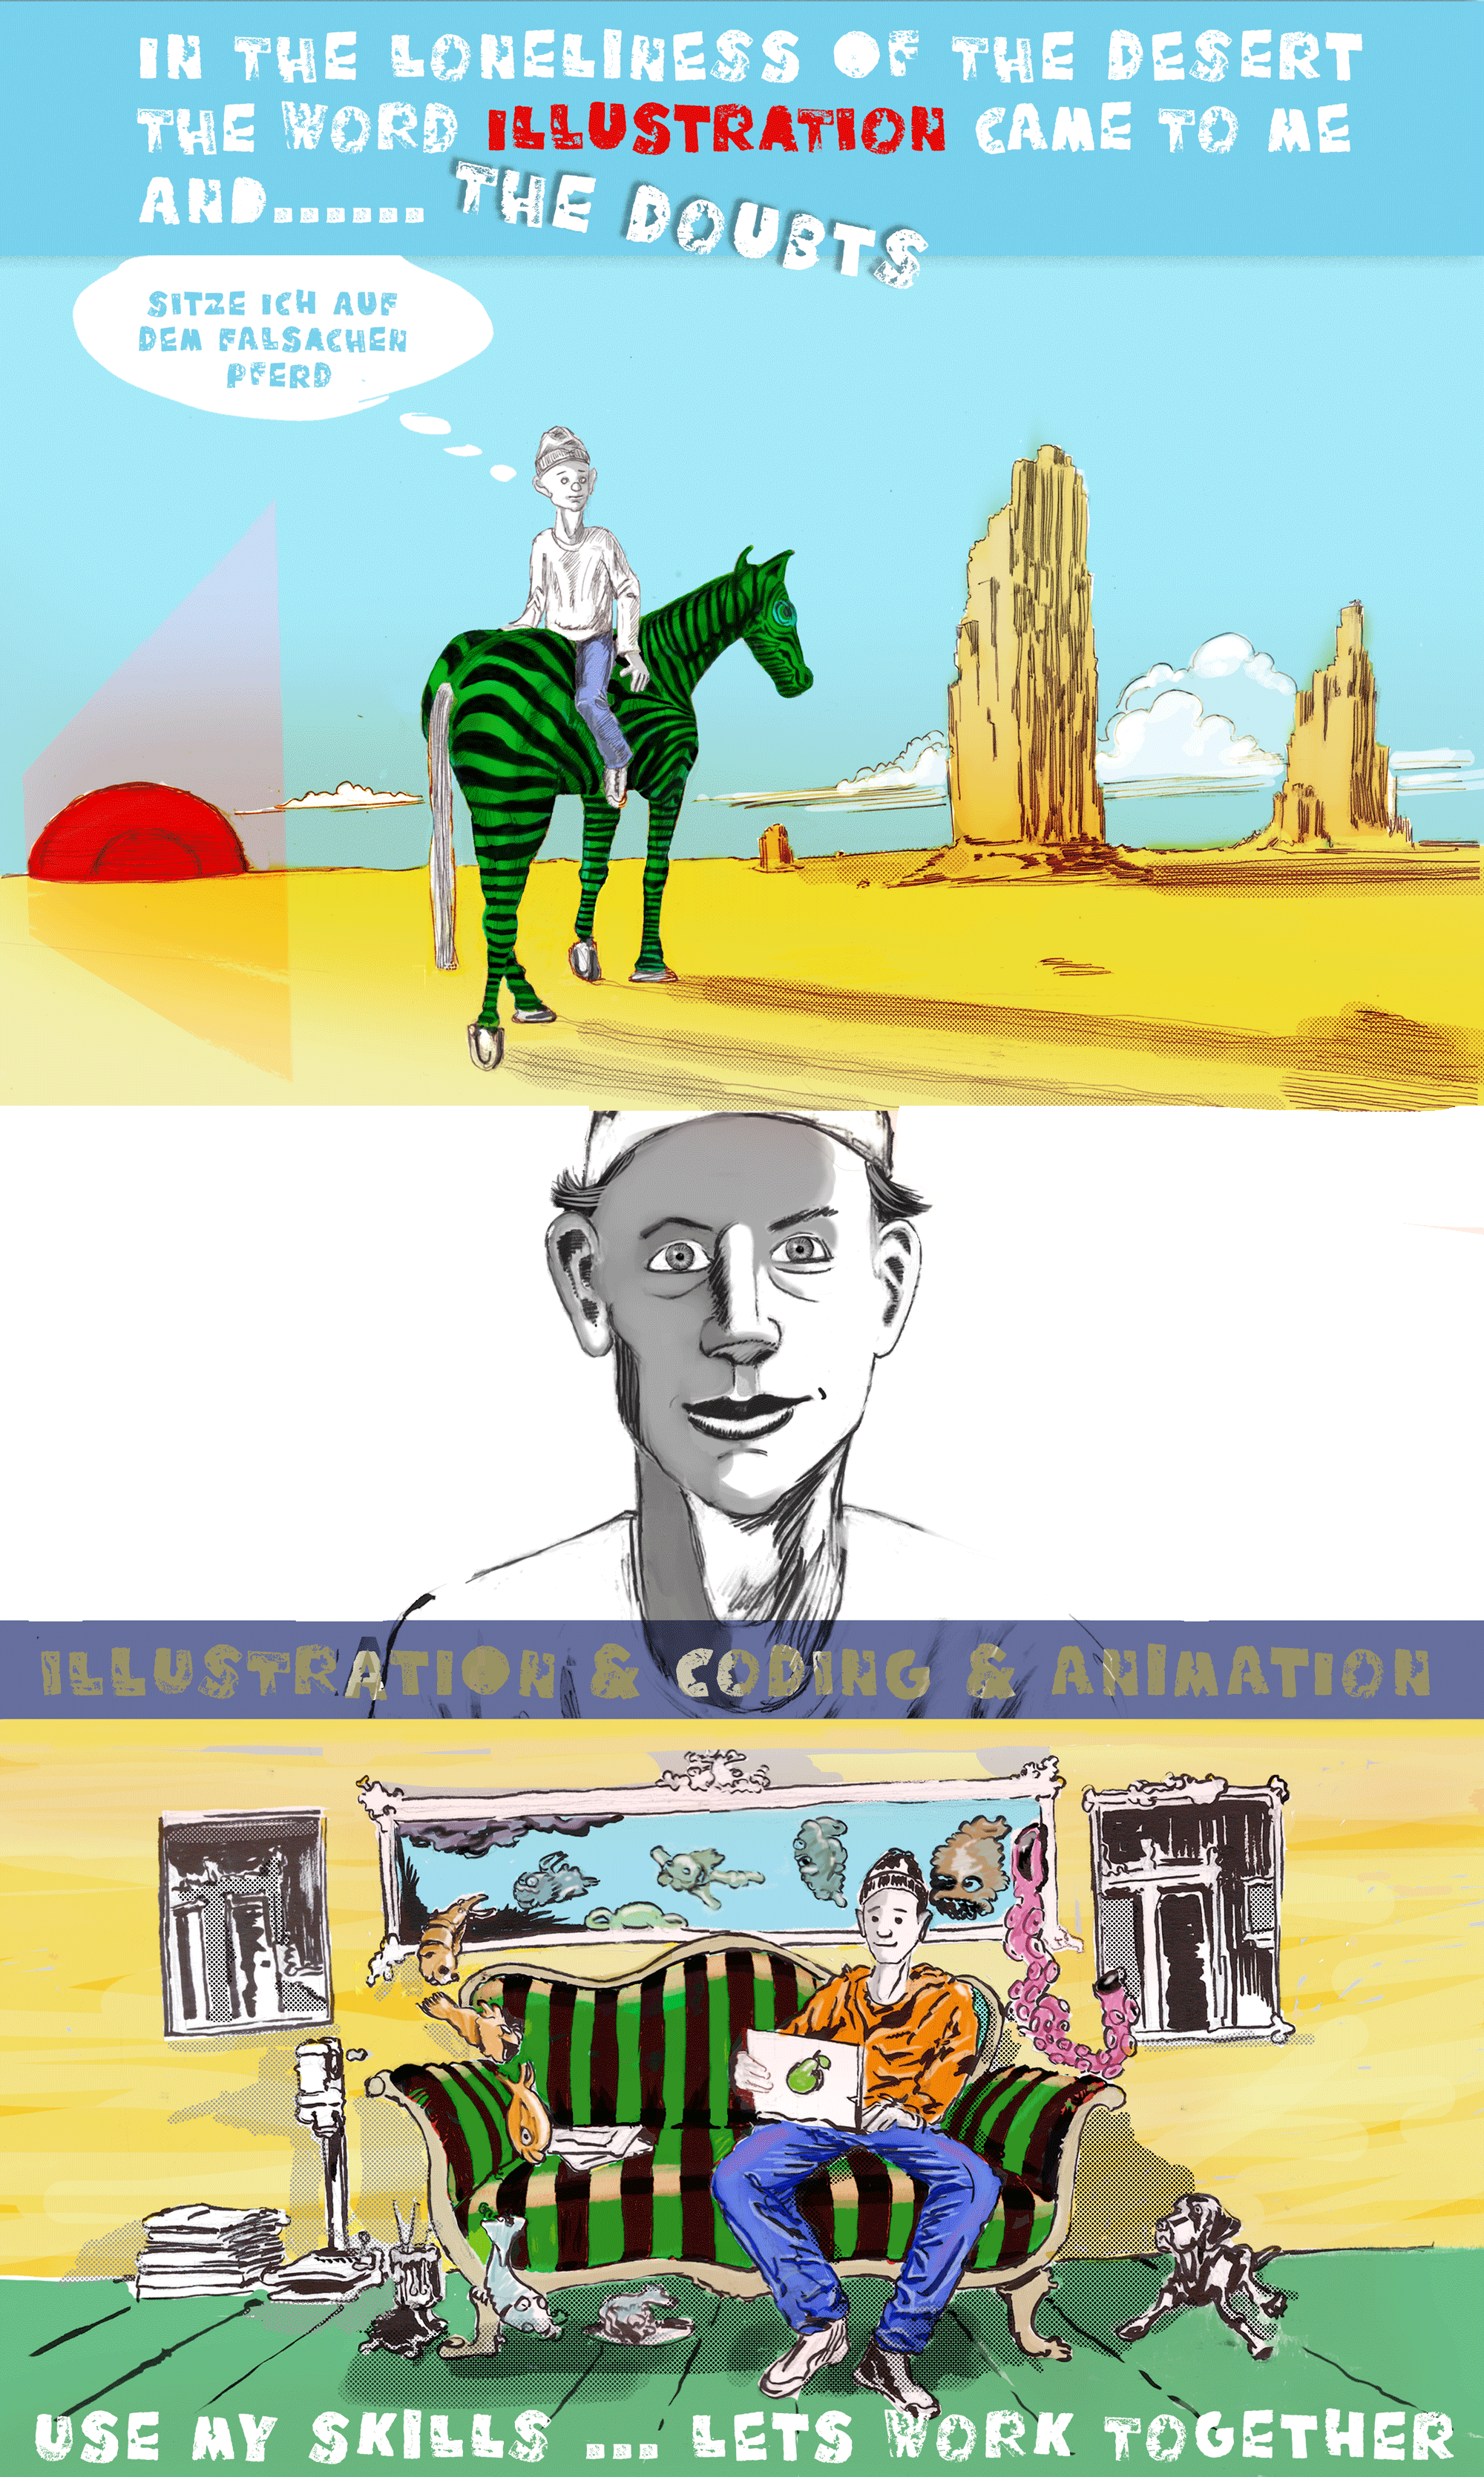 IN THE LONELINESS OF THE DESERT
THE WORD ILLUSTRATION CAME TO ME
AND...... THE DOUBTS
SITZE ICH AUF
DEM FALSACHEN
PFERD
ILLUSTRATION & CODING & ANIMATION
USE MY SKILLS ... LETS WORK TOGETHER